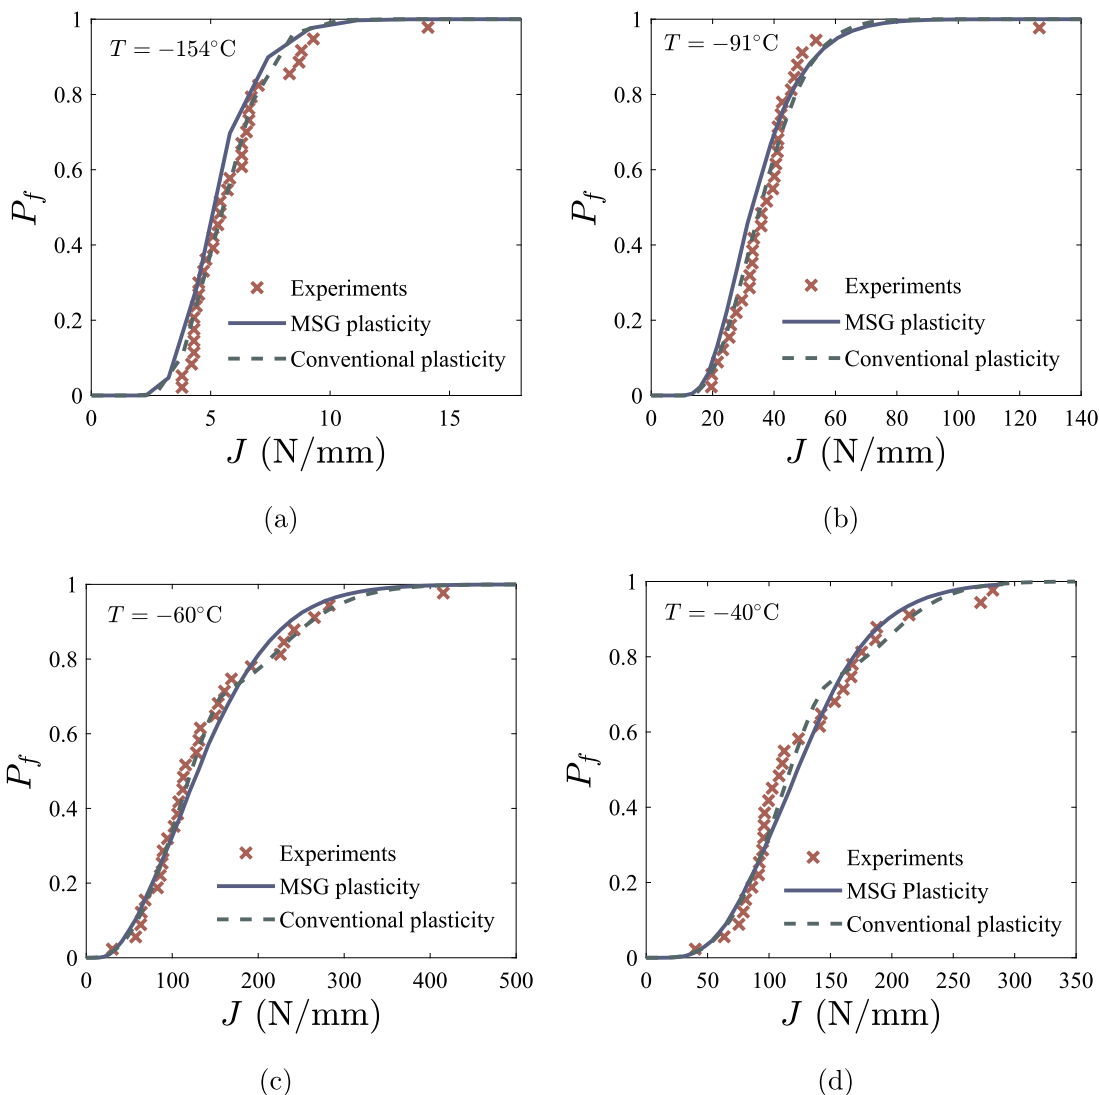 (a)
T = −154°C
1
0.8
0.6
0.4
0.2
0
P_f
Experiments
MSG plasticity
Conventional plasticity
0 5 10 15
J (N/mm)
(b)
T = −91°C
1
0.8
0.6
0.4
0.2
0
P_f
Experiments
MSG plasticity
Conventional plasticity
0 20 40 60 80 100 120 140
J (N/mm)
(c)
T = −60°C
1
0.8
0.6
0.4
0.2
0
P_f
Experiments
MSG plasticity
Conventional plasticity
0 100 200 300 400 500
J (N/mm)
(d)
T = −40°C
1
0.8
0.6
0.4
0.2
0
P_f
Experiments
MSG Plasticity
Conventional plasticity
0 50 100 150 200 250 300 350
J (N/mm)